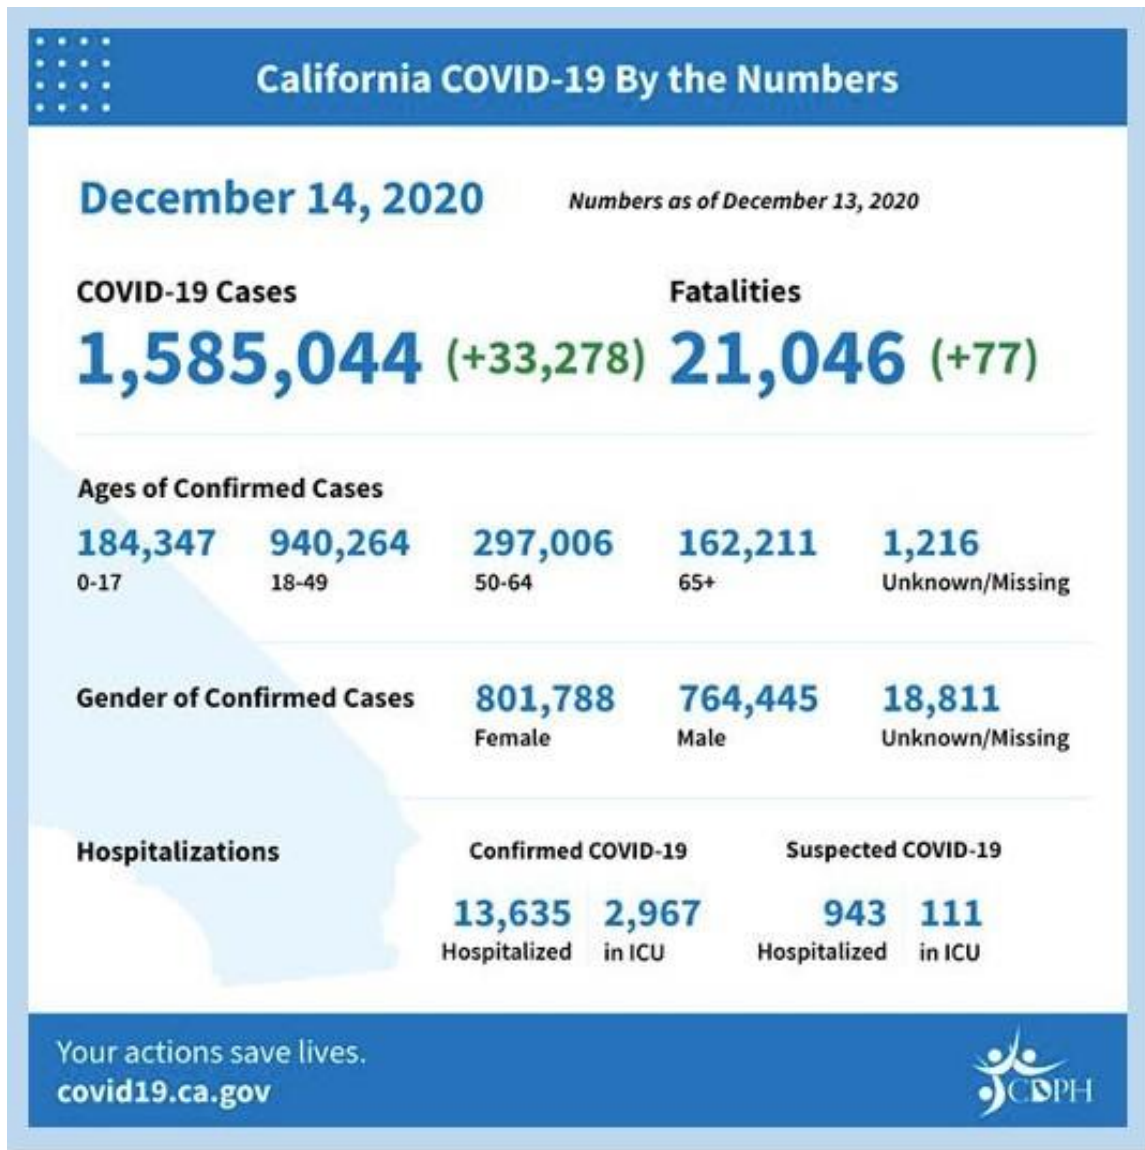 California COVID-19 By the Numbers
December 14, 2020
Numbers as of December 13, 2020
COVID-19 Cases
Fatalities
1,585,044 (+33,278)
21,046 (+77)
Ages of Confirmed Cases
184,347 940,264 297,006 162,211 1,216
0-17 18-49 50-64 65+ Unknown/Missing
Gender of Confirmed Cases
801,788 764,445 18,811
Female Male Unknown/Missing
Hospitalizations
Confirmed COVID-19 Suspected COVID-19
13,635 2,967 943 111
Hospitalized in ICU Hospitalized in ICU
Your actions save lives.
covid19.ca.gov
CDPH